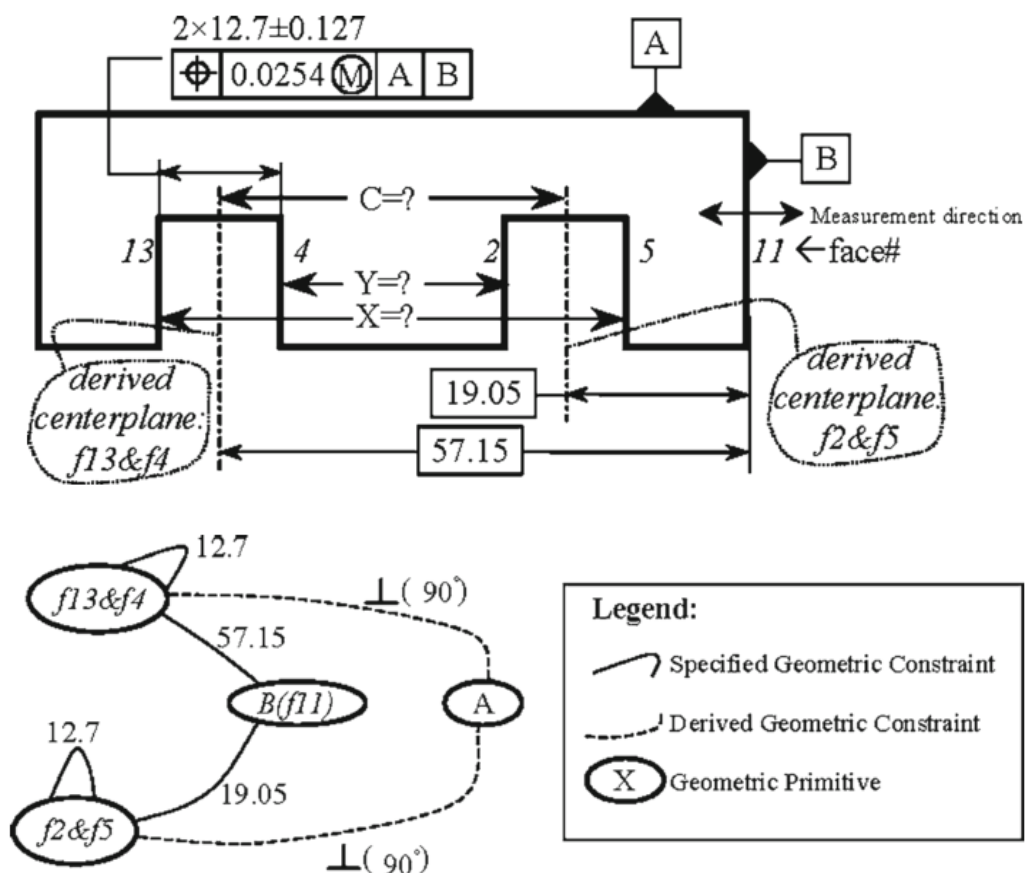 2×12.7±0.127
⌖ 0.0254 Ⓜ A B
A
B
C=?
Measurement direction
13
4
2
5
11 ←face#
Y=?
X=?
derived
centerplane:
f13&f4
19.05
57.15
derived
centerplane:
f2&f5
12.7
f13&f4
⊥( 90°)
57.15
B(f11)
A
12.7
19.05
f2&f5
⊥( 90°)
Legend:
Specified Geometric Constraint
Derived Geometric Constraint
X Geometric Primitive